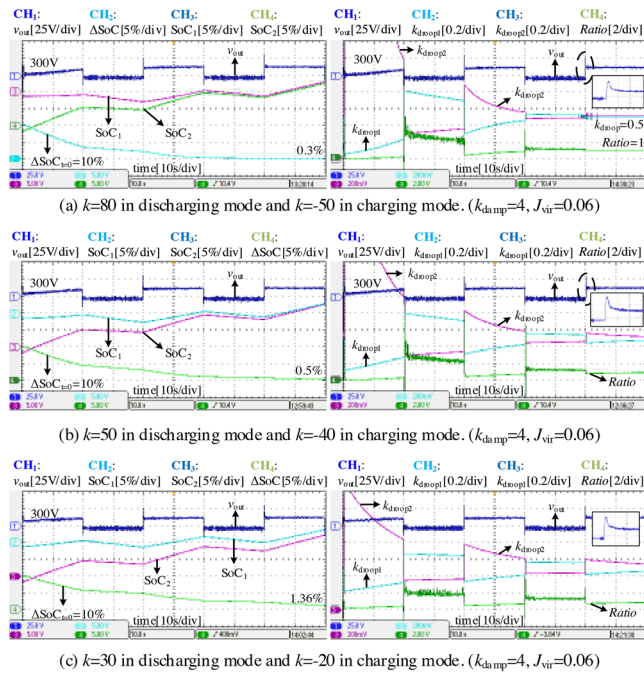 CH₁: CH₂: CH₃: CH₄: CH₁: CH₂: CH₃: CH₄:
vout[25V/div] ΔSoC[5%/div] SoC₁[5%/div] SoC₂[5%/div] vout[25V/div] kdroop1[0.2/div] kdroop2[0.2/div] Ratio[2/div]
300V vout 300V kdroop2 vout
SoC₁ SoC₂ kdroop2
kdroop1 kdroop=0.5
ΔSoCt=0=10% 0.3% Ratio=1
time[10s/div] time[10s/div]
(a) k=80 in discharging mode and k=-50 in charging mode. (kdamp=4, Jvir=0.06)
CH₁: CH₂: CH₃: CH₄: CH₁: CH₂: CH₃: CH₄:
vout[25V/div] SoC₁[5%/div] SoC₂[5%/div] ΔSoC[5%/div] vout[25V/div] kdroop1[0.2/div] kdroop1[0.2/div] Ratio[2/div]
300V vout 300V kdroop2 vout
SoC₁ SoC₂ kdroop2
kdroop1
ΔSoCt=0=10% 0.5% Ratio
time[10s/div] time[10s/div]
(b) k=50 in discharging mode and k=-40 in charging mode. (kdamp=4, Jvir=0.06)
CH₁: CH₂: CH₃: CH₄: CH₁: CH₂: CH₃: CH₄:
vout[25V/div] SoC₁[5%/div] SoC₂[5%/div] ΔSoC[5%/div] vout[25V/div] kdroop1[0.2/div] kdroop1[0.2/div] Ratio[2/div]
300V vout 300V kdroop2 vout
SoC₂ SoC₁ kdroop2
kdroop1
ΔSoCt=0=10% 1.36% Ratio
time[10s/div] time[10s/div]
(c) k=30 in discharging mode and k=-20 in charging mode. (kdamp=4, Jvir=0.06)